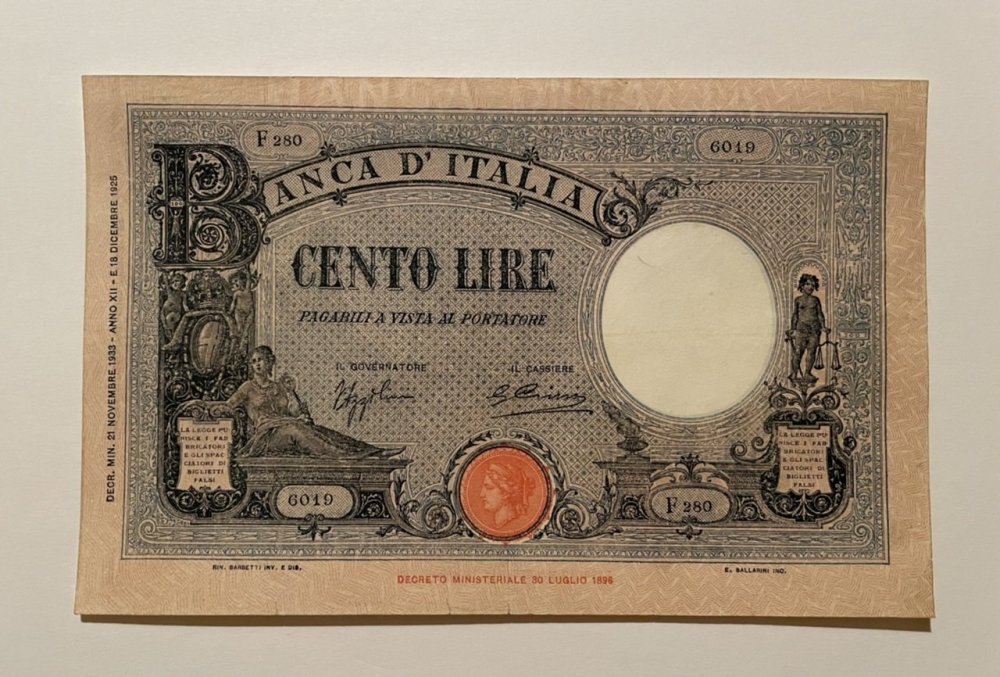 BANCA D'ITALIA
F 280
6019
BANCA D'ITALIA
CENTO LIRE
PAGABILI A VISTA AL PORTATORE
IL GOVERNATORE
IL CASSIERE
LA LEGGE PU
NISCE I FAB
BRICATORI
E GLI SPAC
CIATORI DI
BIGLIETTI
FALSI
LA LEGGE PU
NISCE I FAB
BRICATORI
E GLI SPAC
CIATORI DI
BIGLIETTI
FALSI
6019
F 280
RIN. BARBETTI INV. E DIS.
E. BALLARINI INC.
DECRETO MINISTERIALE 30 LUGLIO 1896
DECR. MIN. 21 NOVEMBRE 1933 - ANNO XII - E 18 DICEMBRE 1925